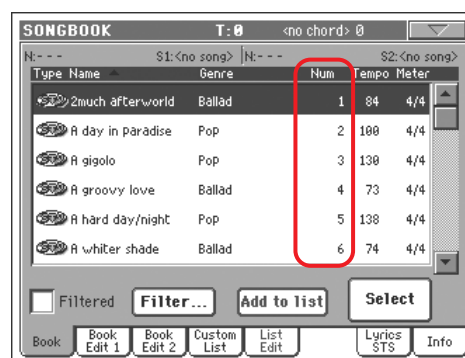 SONGBOOK T:0 <no chord> 0
N:--- S1:<no song> N:--- S2:<no song>
Type Name Genre Num Tempo Meter
2much afterworld Ballad 1 84 4/4
A day in paradise Pop 2 100 4/4
A gigolo Pop 3 130 4/4
A groovy love Ballad 4 73 4/4
A hard day/night Pop 5 138 4/4
A whiter shade Ballad 6 74 4/4
Filtered Filter... Add to list Select
Book Book Edit 1 Book Edit 2 Custom List List Edit Lyrics STS Info